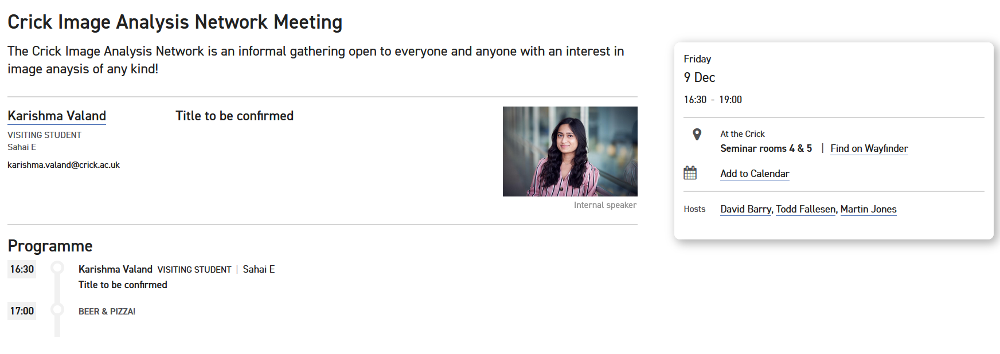 Crick Image Analysis Network Meeting
The Crick Image Analysis Network is an informal gathering open to everyone and anyone with an interest in
image anaysis of any kind!
Karishma Valand
VISITING STUDENT
Sahai E
karishma.valand@crick.ac.uk
Title to be confirmed
Internal speaker
Programme
16:30 Karishma Valand VISITING STUDENT | Sahai E
Title to be confirmed
17:00 BEER & PIZZA!
Friday
9 Dec
16:30 - 19:00
At the Crick
Seminar rooms 4 & 5 | Find on Wayfinder
Add to Calendar
Hosts David Barry, Todd Fallesen, Martin Jones